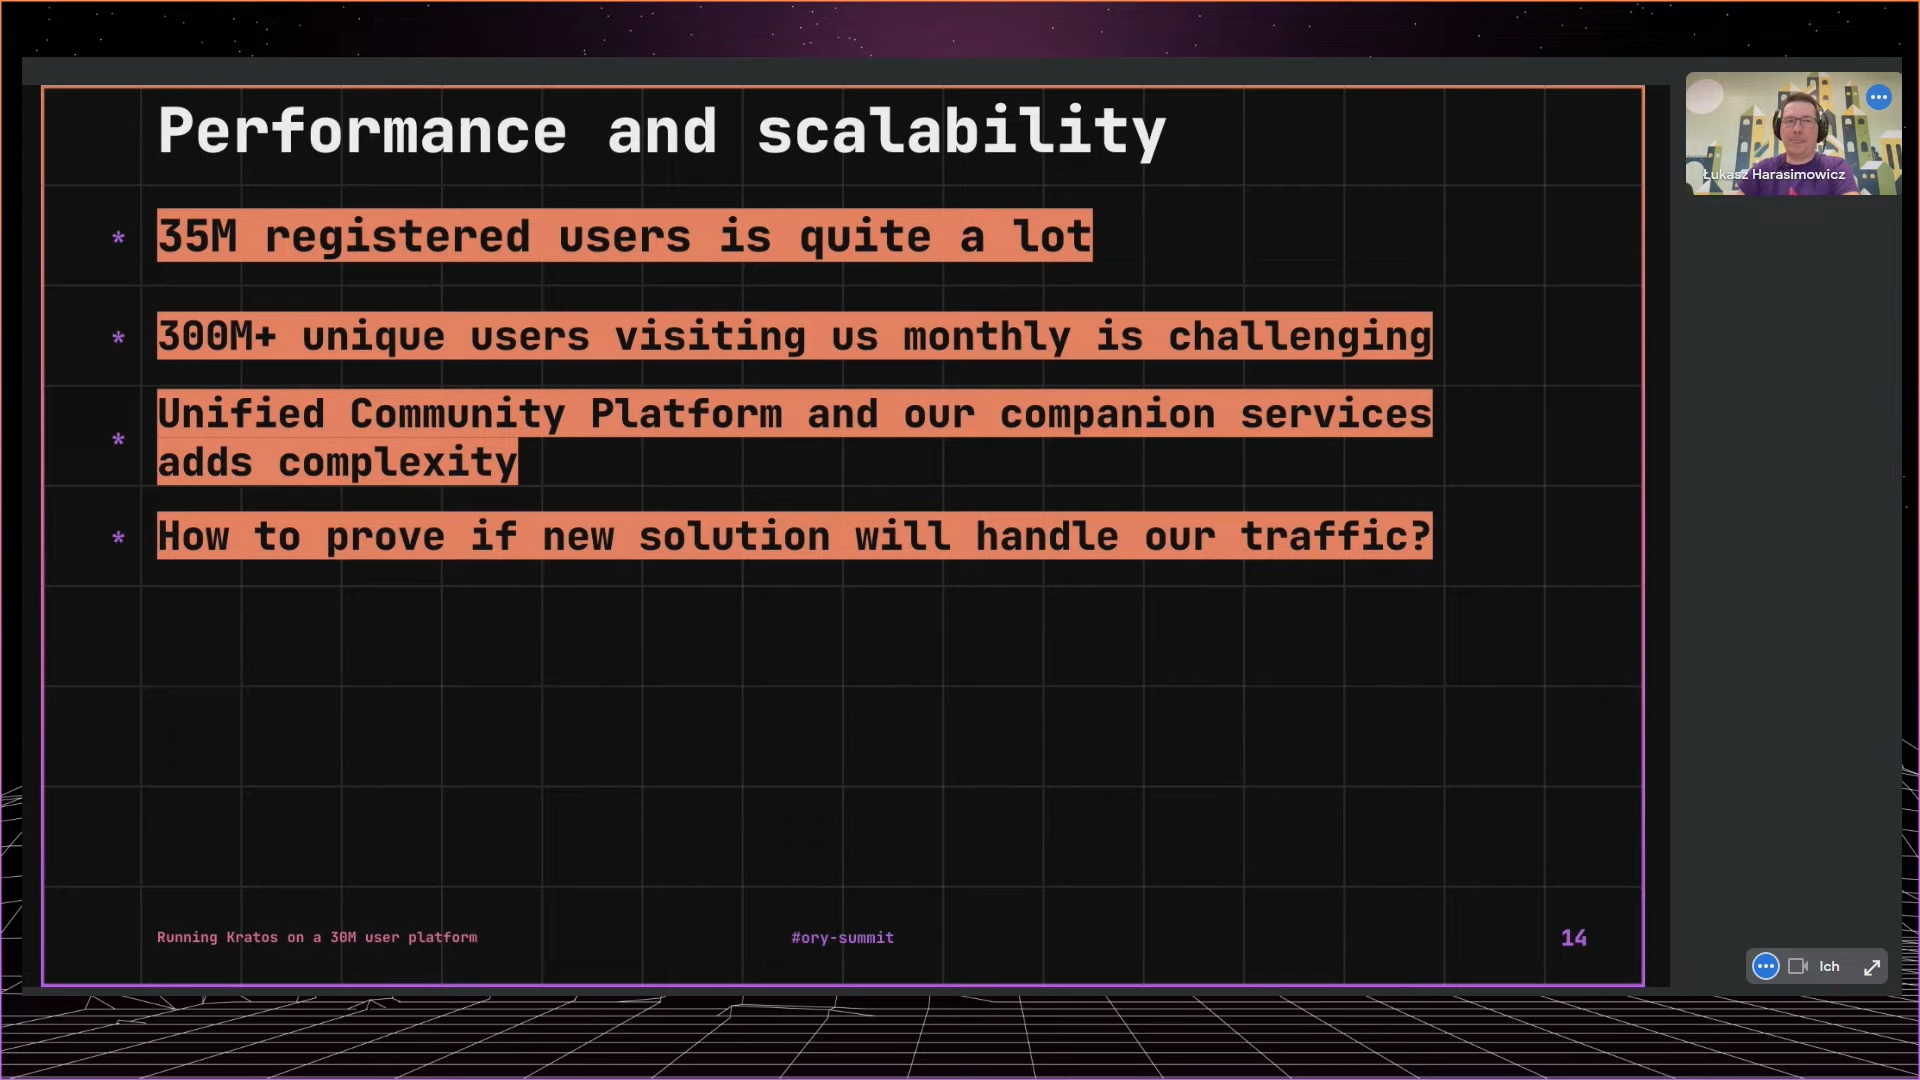 Performance and scalability
* 35M registered users is quite a lot
* 300M+ unique users visiting us monthly is challenging
* Unified Community Platform and our companion services
adds complexity
* How to prove if new solution will handle our traffic?
Running Kratos on a 30M user platform
#ory-summit
14
Łukasz Harasimowicz
Ich